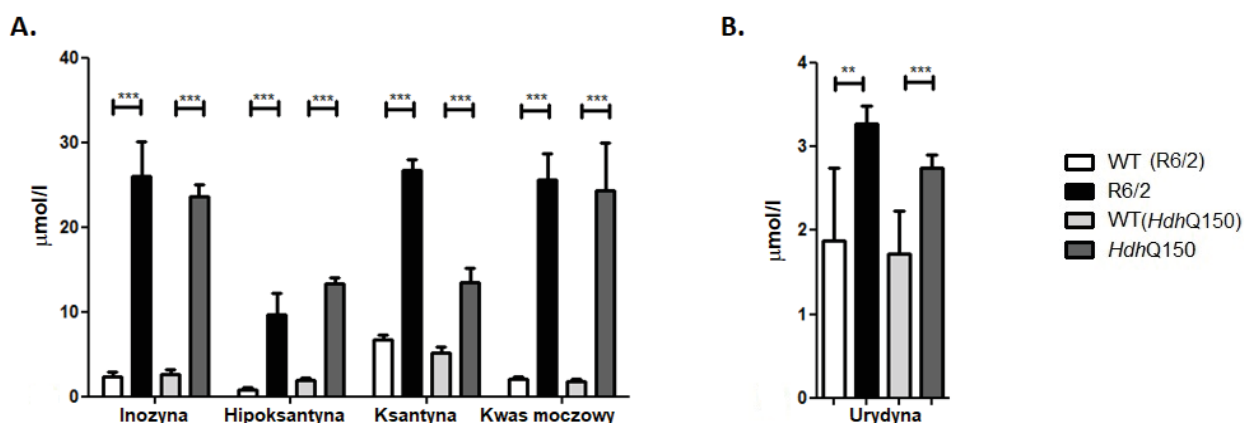 A.
40
30
20
10
0
µmol/l
*** *** *** *** *** *** *** ***
Inozyna Hipoksantyna Ksantyna Kwas moczowy
B.
5
4
3
2
1
0
µmol/l
** ***
Urydyna
WT (R6/2)
R6/2
WT(HdhQ150)
HdhQ150